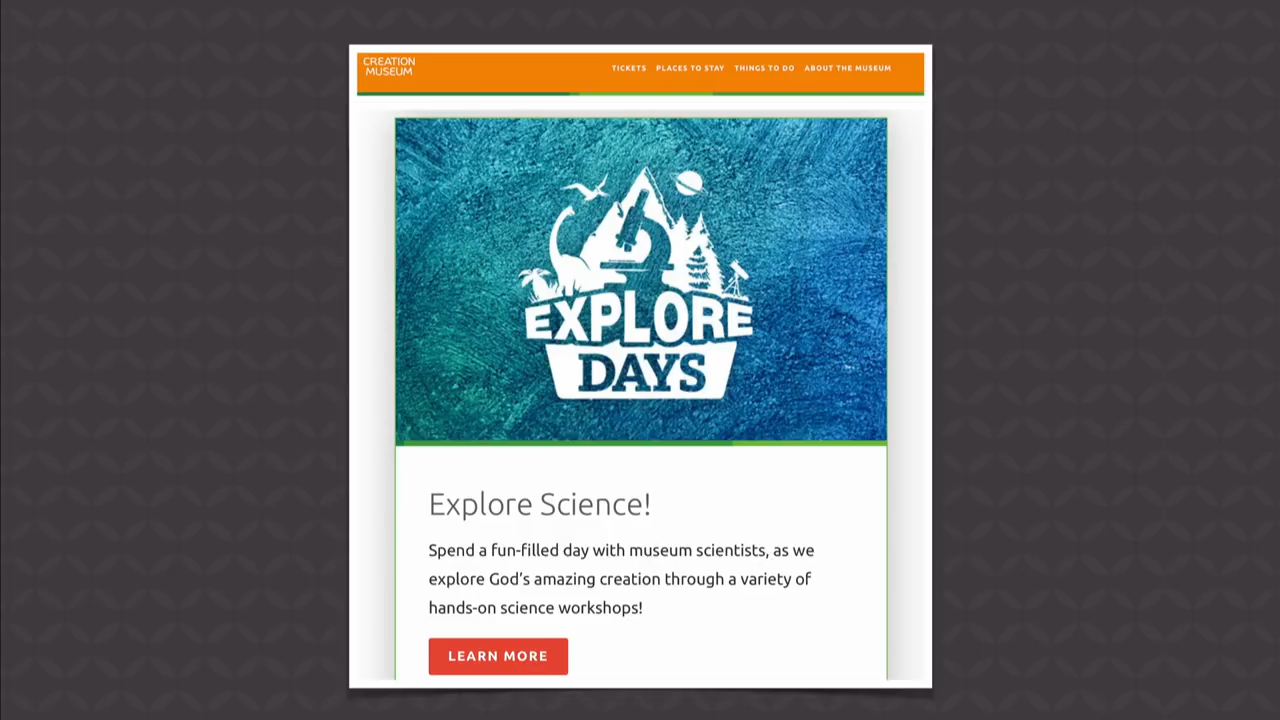 CREATION
MUSEUM
TICKETS PLACES TO STAY THINGS TO DO ABOUT THE MUSEUM
EXPLORE
DAYS
Explore Science!
Spend a fun-filled day with museum scientists, as we
explore God's amazing creation through a variety of
hands-on science workshops!
LEARN MORE